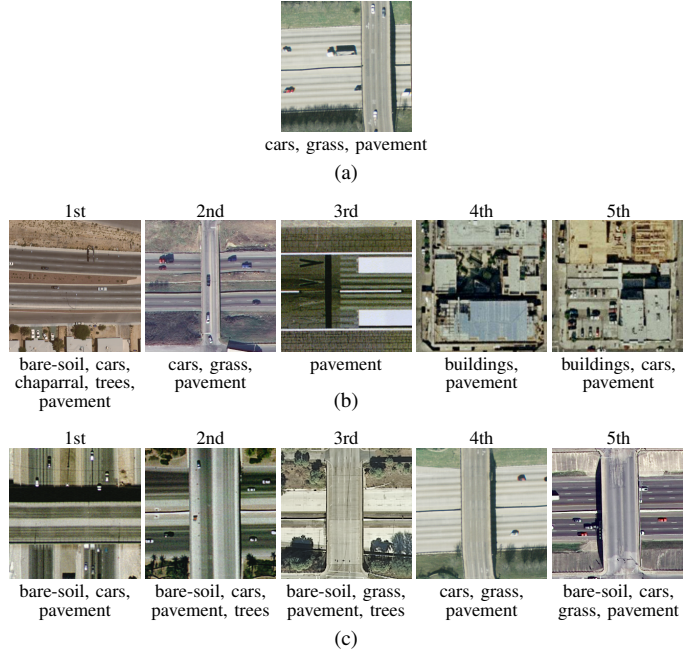 cars, grass, pavement
(a)
1st 2nd 3rd 4th 5th
bare-soil, cars, cars, grass, pavement buildings, buildings, cars,
chaparral, trees, pavement pavement pavement
pavement
(b)
1st 2nd 3rd 4th 5th
bare-soil, cars, bare-soil, cars, bare-soil, grass, cars, grass, bare-soil, cars,
pavement pavement, trees pavement, trees pavement grass, pavement
(c)